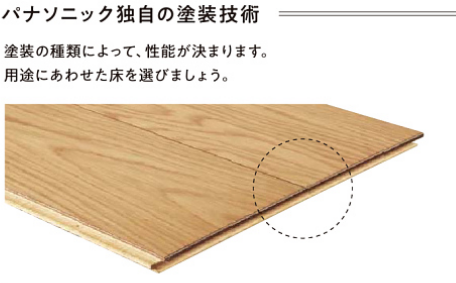 パナソニック独自の塗装技術
塗装の種類によって、性能が決まります。
用途にあわせた床を選びましょう。